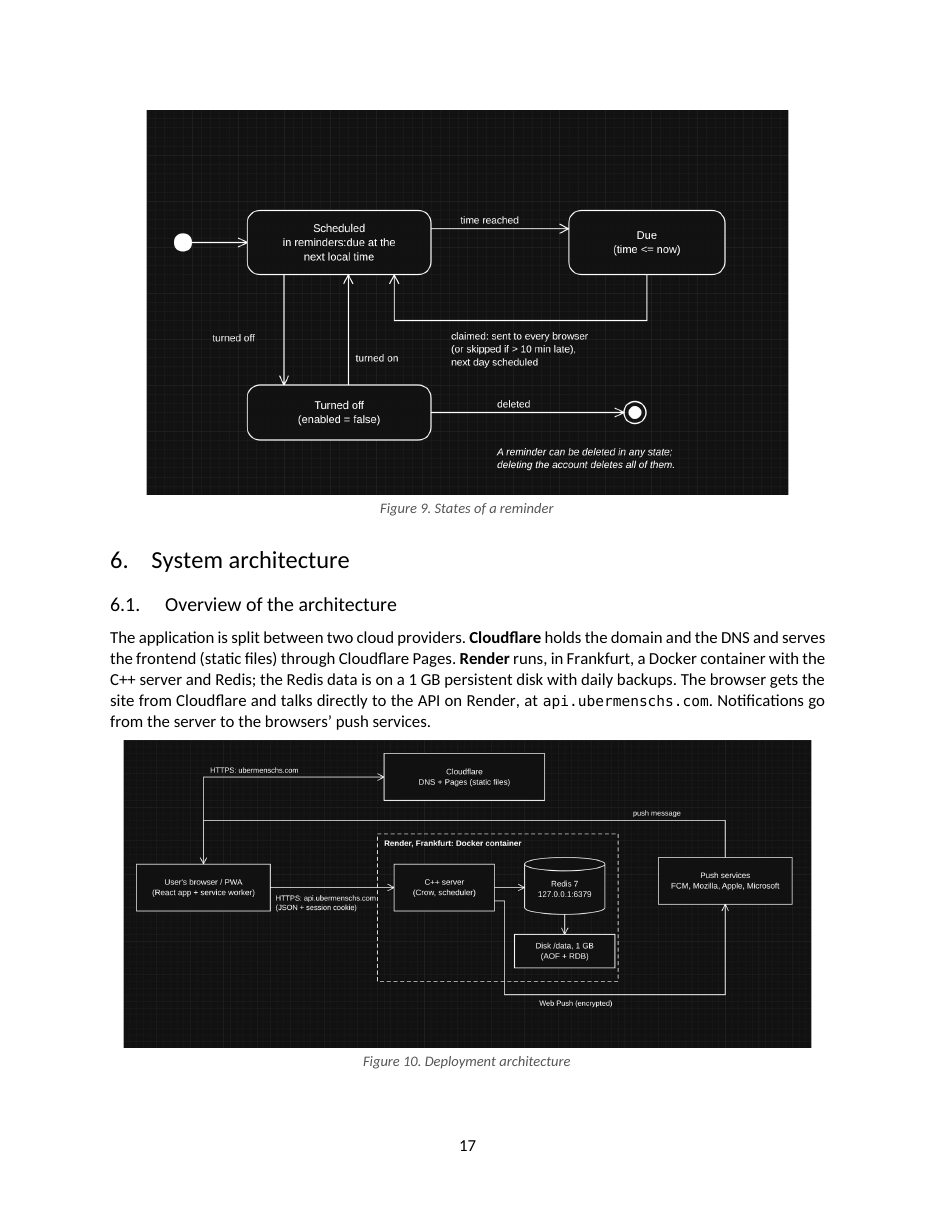 Scheduled
in reminders:due at the
next local time
time reached
Due
(time <= now)
turned off
turned on
claimed: sent to every browser
(or skipped if > 10 min late),
next day scheduled
Turned off
(enabled = false)
deleted
A reminder can be deleted in any state;
deleting the account deletes all of them.
Figure 9. States of a reminder
6. System architecture
6.1. Overview of the architecture
The application is split between two cloud providers. Cloudflare holds the domain and the DNS and serves
the frontend (static files) through Cloudflare Pages. Render runs, in Frankfurt, a Docker container with the
C++ server and Redis; the Redis data is on a 1 GB persistent disk with daily backups. The browser gets the
site from Cloudflare and talks directly to the API on Render, at api.ubermenschs.com. Notifications go
from the server to the browsers’ push services.
HTTPS: ubermenschs.com
Cloudflare
DNS + Pages (static files)
push message
Render, Frankfurt: Docker container
User's browser / PWA
(React app + service worker)
HTTPS: api.ubermenschs.com
(JSON + session cookie)
C++ server
(Crow, scheduler)
Redis 7
127.0.0.1:6379
Push services
FCM, Mozilla, Apple, Microsoft
Disk /data, 1 GB
(AOF + RDB)
Web Push (encrypted)
Figure 10. Deployment architecture
17